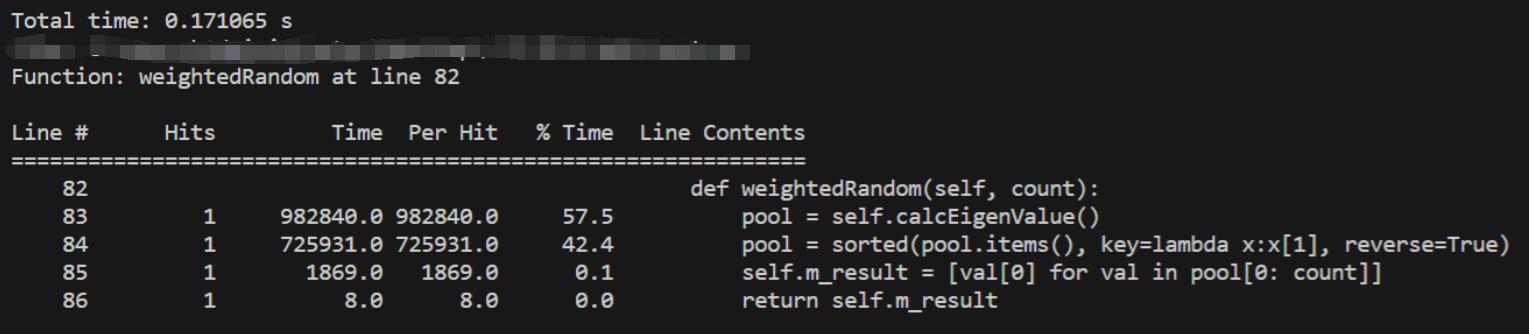 Total time: 0.171065 s
Function: weightedRandom at line 82
Line #      Hits         Time  Per Hit   % Time  Line Contents
==============================================================
    82                                               def weightedRandom(self, count):
    83         1     982840.0 982840.0     57.5          pool = self.calcEigenValue()
    84         1     725931.0 725931.0     42.4          pool = sorted(pool.items(), key=lambda x:x[1], reverse=True)
    85         1       1869.0   1869.0      0.1          self.m_result = [val[0] for val in pool[0: count]]
    86         1          8.0      8.0      0.0          return self.m_result